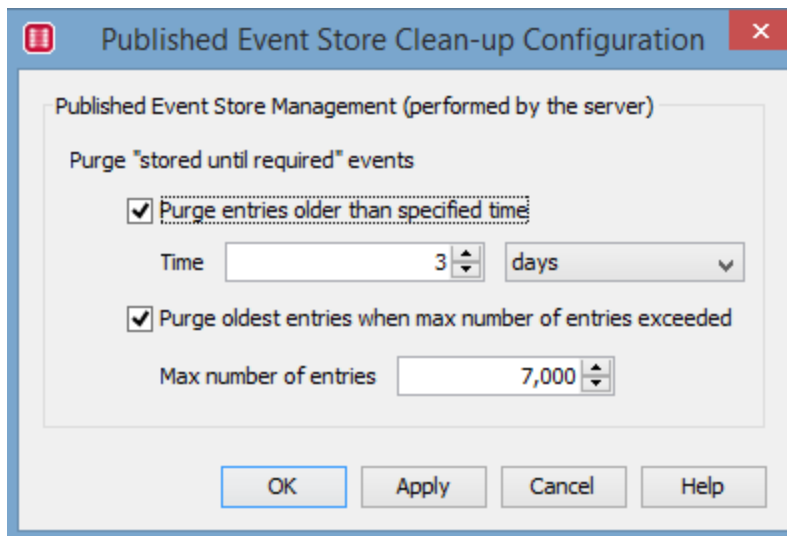 Published Event Store Clean-up Configuration
Published Event Store Management (performed by the server)
Purge "stored until required" events
Purge entries older than specified time
Time 3 days
Purge oldest entries when max number of entries exceeded
Max number of entries 7,000
OK Apply Cancel Help